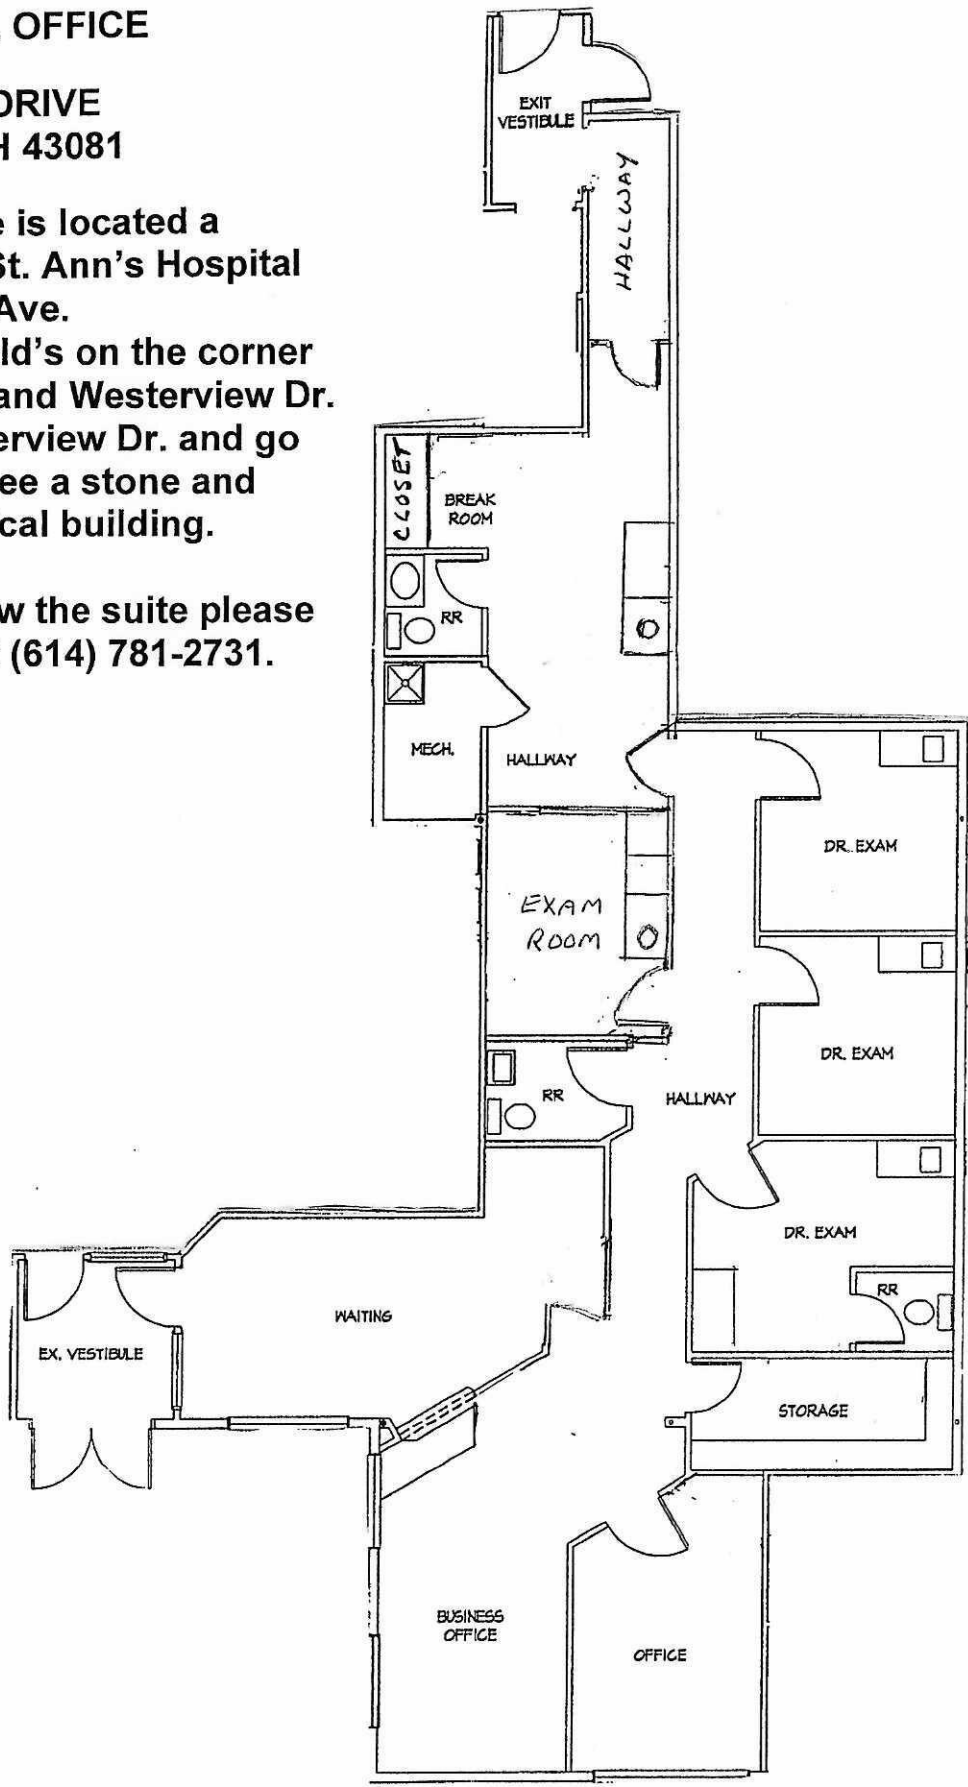 OFFICE
DRIVE
H 43081
e is located a
St. Ann's Hospital
Ave.
ld's on the corner
and Westerview Dr.
erview Dr. and go
ee a stone and
cal building.
w the suite please
(614) 781-2731.
EXIT
VESTIBULE
HALLWAY
CLOSET
BREAK
ROOM
RR
MECH.
HALLWAY
DR. EXAM
EXAM
ROOM
DR. EXAM
RR
HALLWAY
DR. EXAM
RR
WAITING
EX. VESTIBULE
STORAGE
BUSINESS
OFFICE
OFFICE